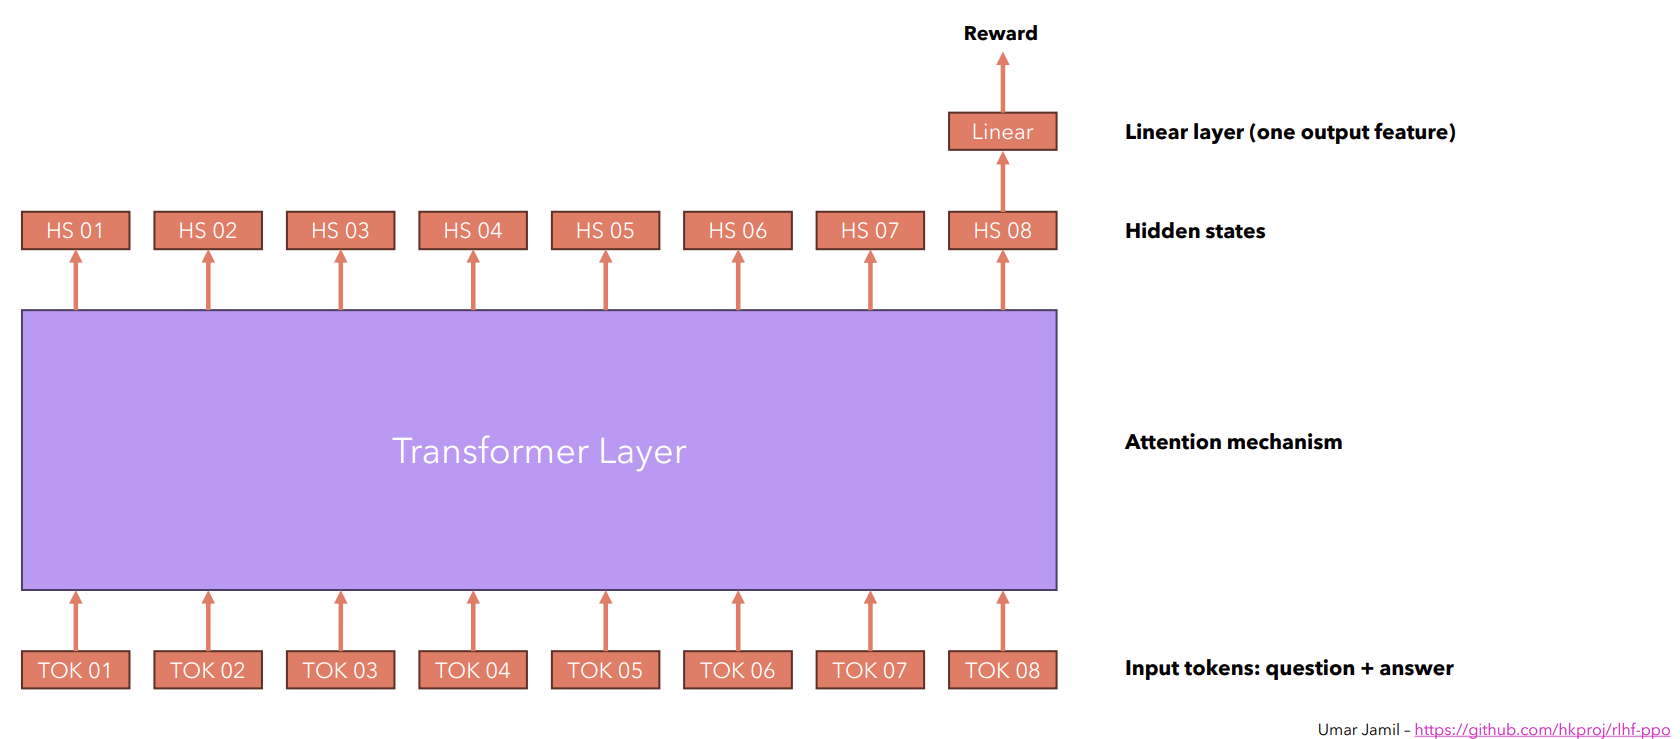 Reward
Linear
Linear layer (one output feature)
HS 01
HS 02
HS 03
HS 04
HS 05
HS 06
HS 07
HS 08
Hidden states
Transformer Layer
Attention mechanism
TOK 01
TOK 02
TOK 03
TOK 04
TOK 05
TOK 06
TOK 07
TOK 08
Input tokens: question + answer
Umar Jamil – https://github.com/hkproj/rlhf-ppo